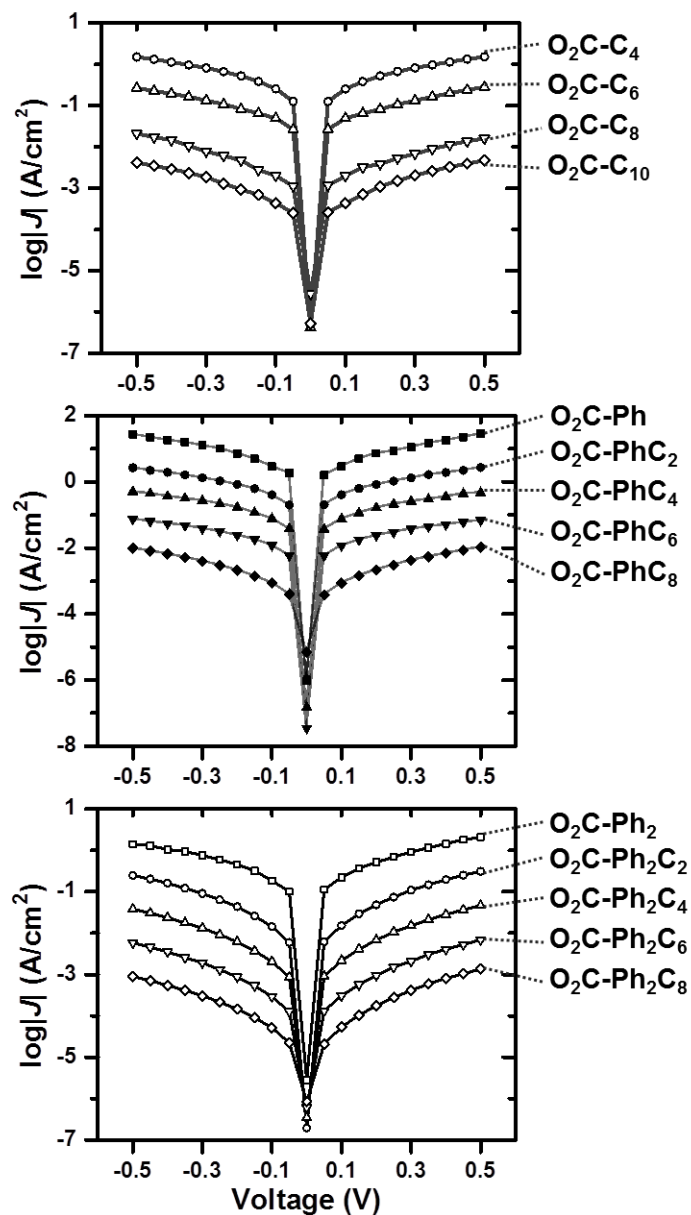 1
-1
-3
-5
-7
log|J| (A/cm²)
-0.5 -0.3 -0.1 0.1 0.3 0.5
O₂C-C₄
O₂C-C₆
O₂C-C₈
O₂C-C₁₀
2
0
-2
-4
-6
-8
log|J| (A/cm²)
-0.5 -0.3 -0.1 0.1 0.3 0.5
O₂C-Ph
O₂C-PhC₂
O₂C-PhC₄
O₂C-PhC₆
O₂C-PhC₈
1
-1
-3
-5
-7
log|J| (A/cm²)
-0.5 -0.3 -0.1 0.1 0.3 0.5
Voltage (V)
O₂C-Ph₂
O₂C-Ph₂C₂
O₂C-Ph₂C₄
O₂C-Ph₂C₆
O₂C-Ph₂C₈